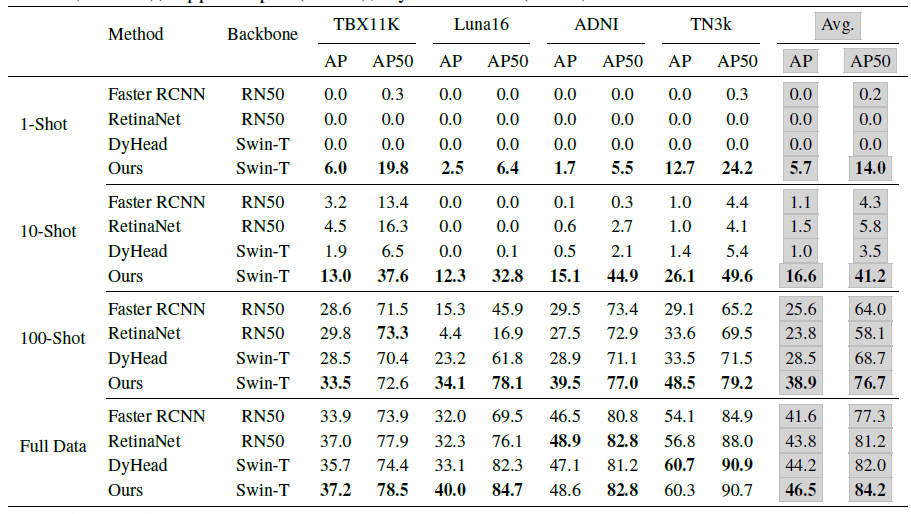 Method Backbone TBX11K Luna16 ADNI TN3k Avg.
AP AP50 AP AP50 AP AP50 AP AP50 AP AP50
1-Shot
Faster RCNN RN50 0.0 0.3 0.0 0.0 0.0 0.0 0.0 0.3 0.0 0.2
RetinaNet RN50 0.0 0.0 0.0 0.0 0.0 0.0 0.0 0.0 0.0 0.0
DyHead Swin-T 0.0 0.0 0.0 0.0 0.0 0.0 0.0 0.0 0.0 0.0
Ours Swin-T 6.0 19.8 2.5 6.4 1.7 5.5 12.7 24.2 5.7 14.0
10-Shot
Faster RCNN RN50 3.2 13.4 0.0 0.0 0.1 0.3 1.0 4.4 1.1 4.3
RetinaNet RN50 4.5 16.3 0.0 0.0 0.6 2.7 1.0 4.1 1.5 5.8
DyHead Swin-T 1.9 6.5 0.0 0.1 0.5 2.1 1.4 5.4 1.0 3.5
Ours Swin-T 13.0 37.6 12.3 32.8 15.1 44.9 26.1 49.6 16.6 41.2
100-Shot
Faster RCNN RN50 28.6 71.5 15.3 45.9 29.5 73.4 29.1 65.2 25.6 64.0
RetinaNet RN50 29.8 73.3 4.4 16.9 27.5 72.9 33.6 69.5 23.8 58.1
DyHead Swin-T 28.5 70.4 23.2 61.8 28.9 71.1 33.5 71.5 28.5 68.7
Ours Swin-T 33.5 72.6 34.1 78.1 39.5 77.0 48.5 79.2 38.9 76.7
Full Data
Faster RCNN RN50 33.9 73.9 32.0 69.5 46.5 80.8 54.1 84.9 41.6 77.3
RetinaNet RN50 37.0 77.9 32.3 76.1 48.9 82.8 56.8 88.0 43.8 81.2
DyHead Swin-T 35.7 74.4 33.1 82.3 47.1 81.2 60.7 90.9 44.2 82.0
Ours Swin-T 37.2 78.5 40.0 84.7 48.6 82.8 60.3 90.7 46.5 84.2